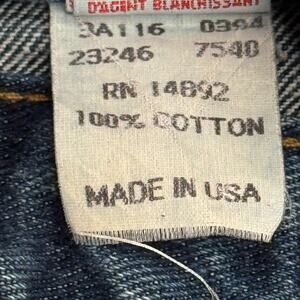 D'AGENT BLANCHISSANT
3A116 0394
23246 7540
RN 14892
100% COTTON
MADE IN USA